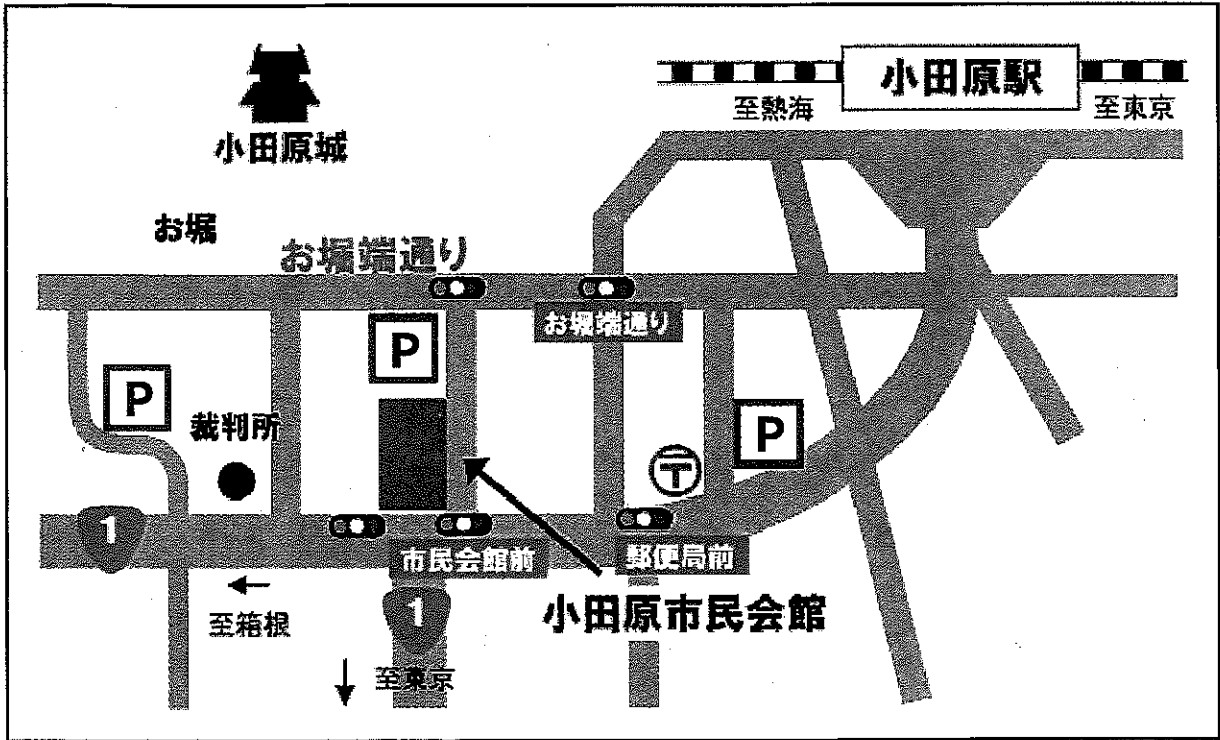 小田原駅
至熱海
至東京
小田原城
お堀
お堀端通り
お堀端通り
P
P
裁判所
P
〒
1
市民会館前
郵便局前
至箱根
1
小田原市民会館
至東京